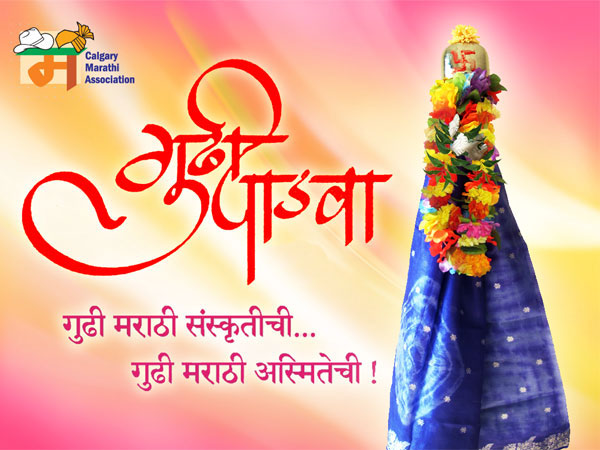 म
Calgary
Marathi
Association
गुढी
पाडवा
गुढी मराठी संस्कृतीची...
गुढी मराठी अस्मितेची !